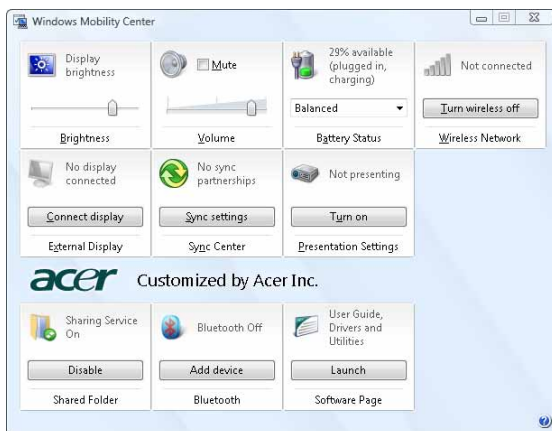 Windows Mobility Center
Display
brightness
Brightness
Mute
Volume
29% available
(plugged in,
charging)
Balanced
Battery Status
Not connected
Turn wireless off
Wireless Network
No display
connected
Connect display
External Display
No sync
partnerships
Sync settings
Sync Center
Not presenting
Turn on
Presentation Settings
acer Customized by Acer Inc.
Sharing Service
On
Disable
Shared Folder
Bluetooth Off
Add device
Bluetooth
User Guide,
Drivers and
Utilities
Launch
Software Page